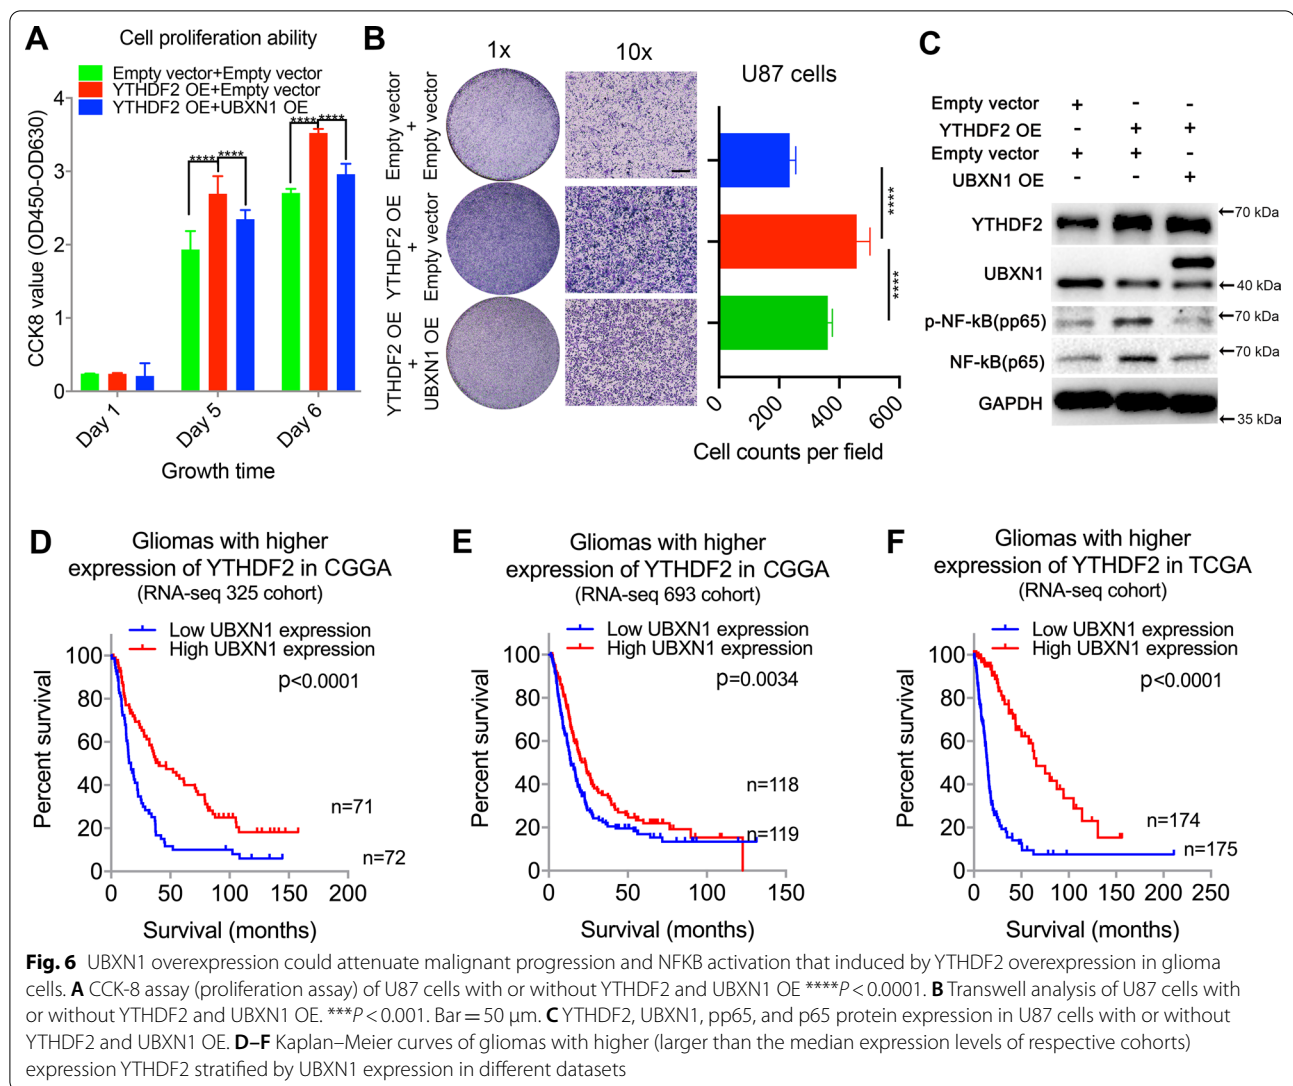 A
Cell proliferation ability
Empty vector+Empty vector
YTHDF2 OE+Empty vector
YTHDF2 OE+UBXN1 OE
CCK8 value (OD450-OD630)
4
3
2
1
0
**** ****
**** ****
Day 1
Day 5
Day 6
Growth time
B
1x
10x
Empty vector
+
Empty vector
YTHDF2 OE
+
Empty vector
YTHDF2 OE
+
UBXN1 OE
U87 cells
****
****
0
200
400
600
Cell counts per field
C
Empty vector + - -
YTHDF2 OE - + +
Empty vector + + -
UBXN1 OE - - +
YTHDF2
←70 kDa
UBXN1
←40 kDa
p-NF-kB(pp65)
←70 kDa
NF-kB(p65)
←70 kDa
GAPDH
←35 kDa
D
Gliomas with higher
expression of YTHDF2 in CGGA
(RNA-seq 325 cohort)
Low UBXN1 expression
High UBXN1 expression
p<0.0001
Percent survival
100
80
60
40
20
0
n=71
n=72
0 50 100 150 200
Survival (months)
E
Gliomas with higher
expression of YTHDF2 in CGGA
(RNA-seq 693 cohort)
Low UBXN1 expression
High UBXN1 expression
p=0.0034
Percent survival
100
80
60
40
20
0
n=118
n=119
0 50 100 150
Survival (months)
F
Gliomas with higher
expression of YTHDF2 in TCGA
(RNA-seq cohort)
Low UBXN1 expression
High UBXN1 expression
p<0.0001
Percent survival
100
80
60
40
20
0
n=174
n=175
0 50 100 150 200 250
Survival (months)
Fig. 6 UBXN1 overexpression could attenuate malignant progression and NFKB activation that induced by YTHDF2 overexpression in glioma
cells. A CCK-8 assay (proliferation assay) of U87 cells with or without YTHDF2 and UBXN1 OE ****P < 0.0001. B Transwell analysis of U87 cells with
or without YTHDF2 and UBXN1 OE. ***P < 0.001. Bar = 50 μm. C YTHDF2, UBXN1, pp65, and p65 protein expression in U87 cells with or without
YTHDF2 and UBXN1 OE. D–F Kaplan–Meier curves of gliomas with higher (larger than the median expression levels of respective cohorts)
expression YTHDF2 stratified by UBXN1 expression in different datasets